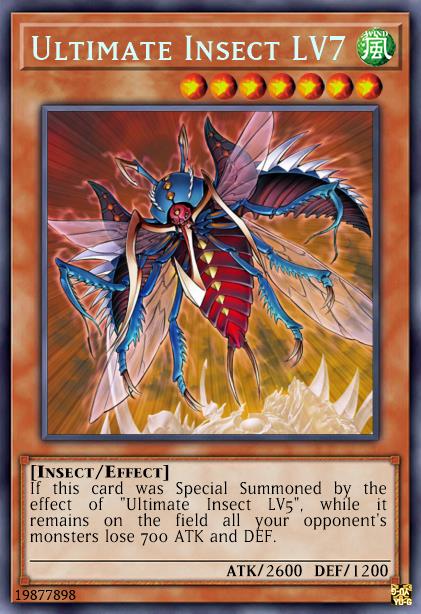 ULTIMATE INSECT LV7
WIND
風
[INSECT/EFFECT]
If this card was Special Summoned by the
effect of "Ultimate Insect LV5", while it
remains on the field all your opponent's
monsters lose 700 ATK and DEF.
ATK/2600 DEF/1200
19877898